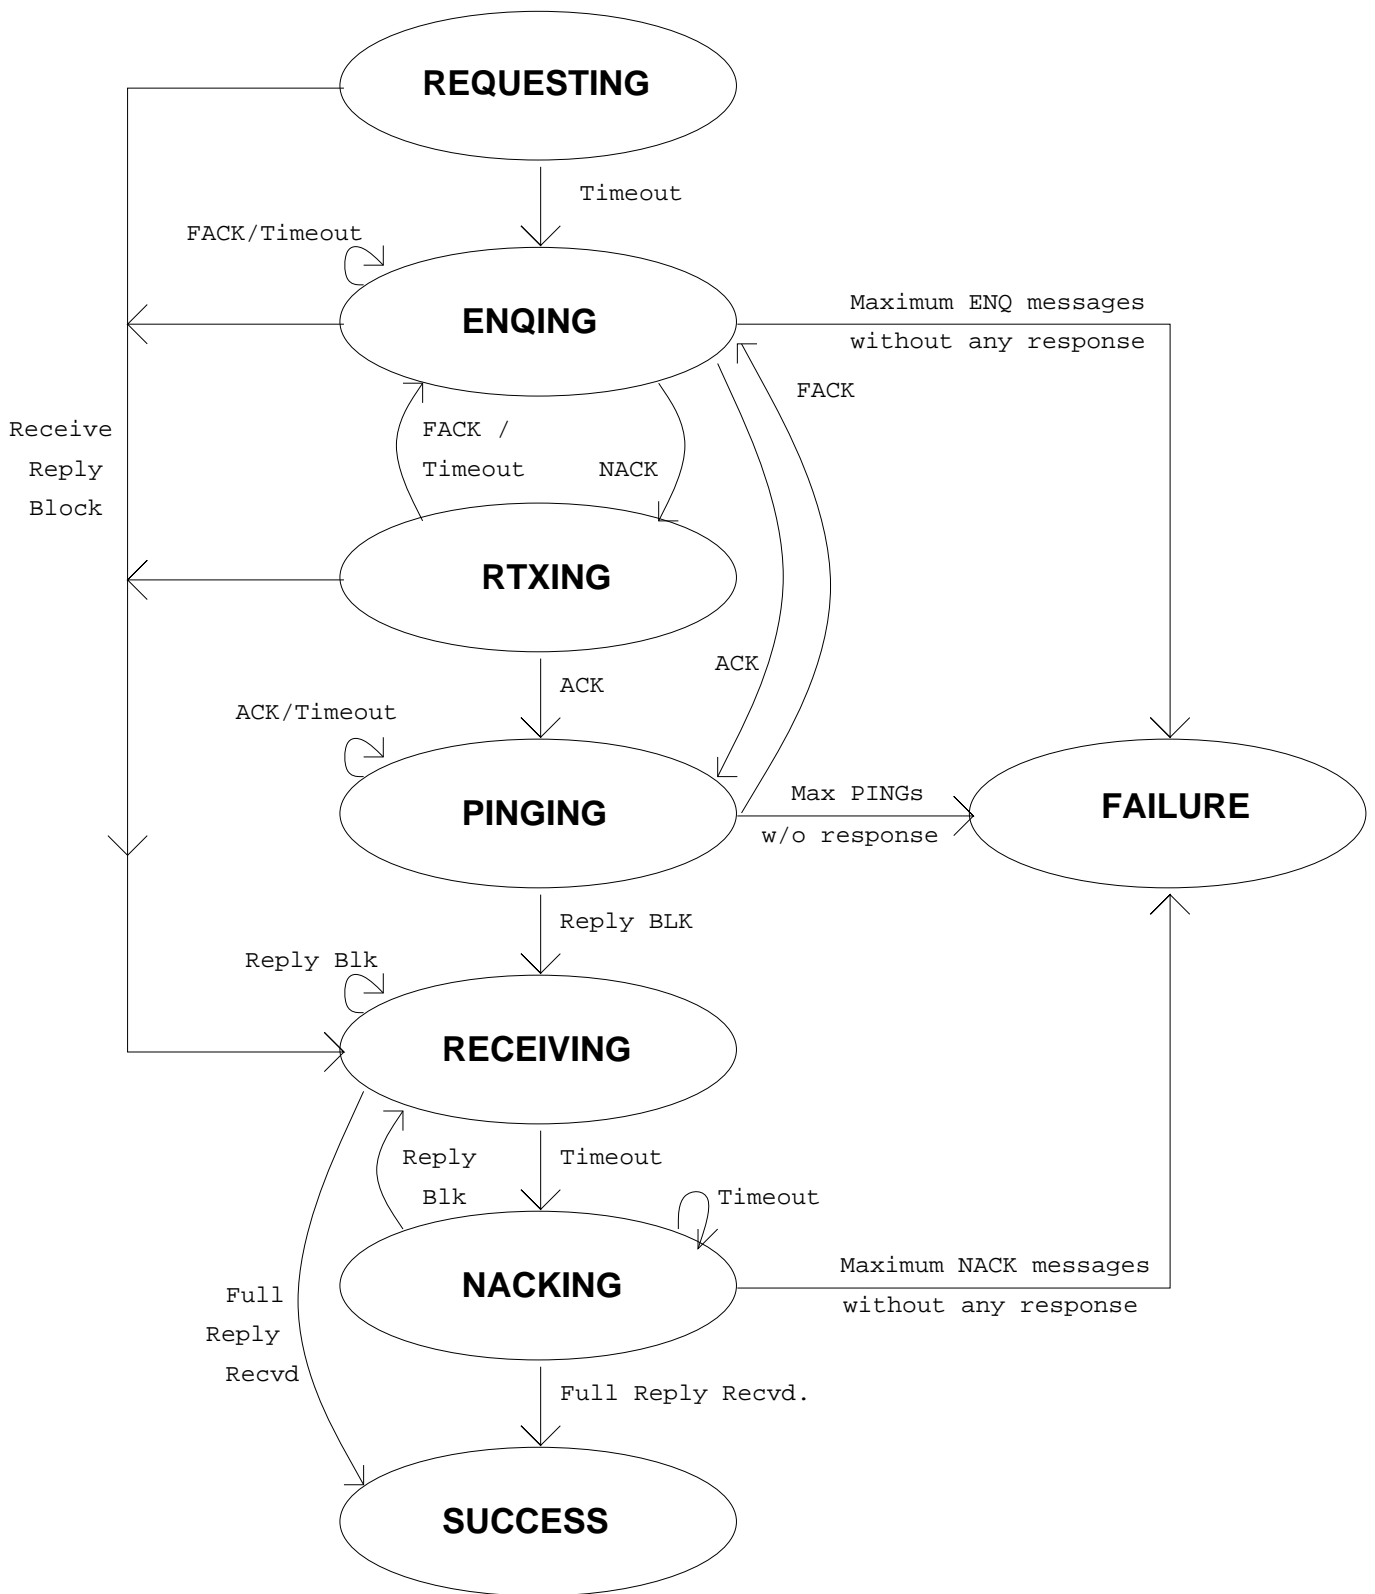 REQUESTING
Timeout
FACK/Timeout
ENQING
Maximum ENQ messages
without any response
FACK
Receive
Reply
Block
FACK /
Timeout
NACK
RTXING
ACK
ACK
ACK/Timeout
PINGING
Max PINGs
w/o response
FAILURE
Reply BLK
Reply Blk
RECEIVING
Reply
Blk
Timeout
Timeout
NACKING
Maximum NACK messages
without any response
Full
Reply
Recvd
Full Reply Recvd.
SUCCESS